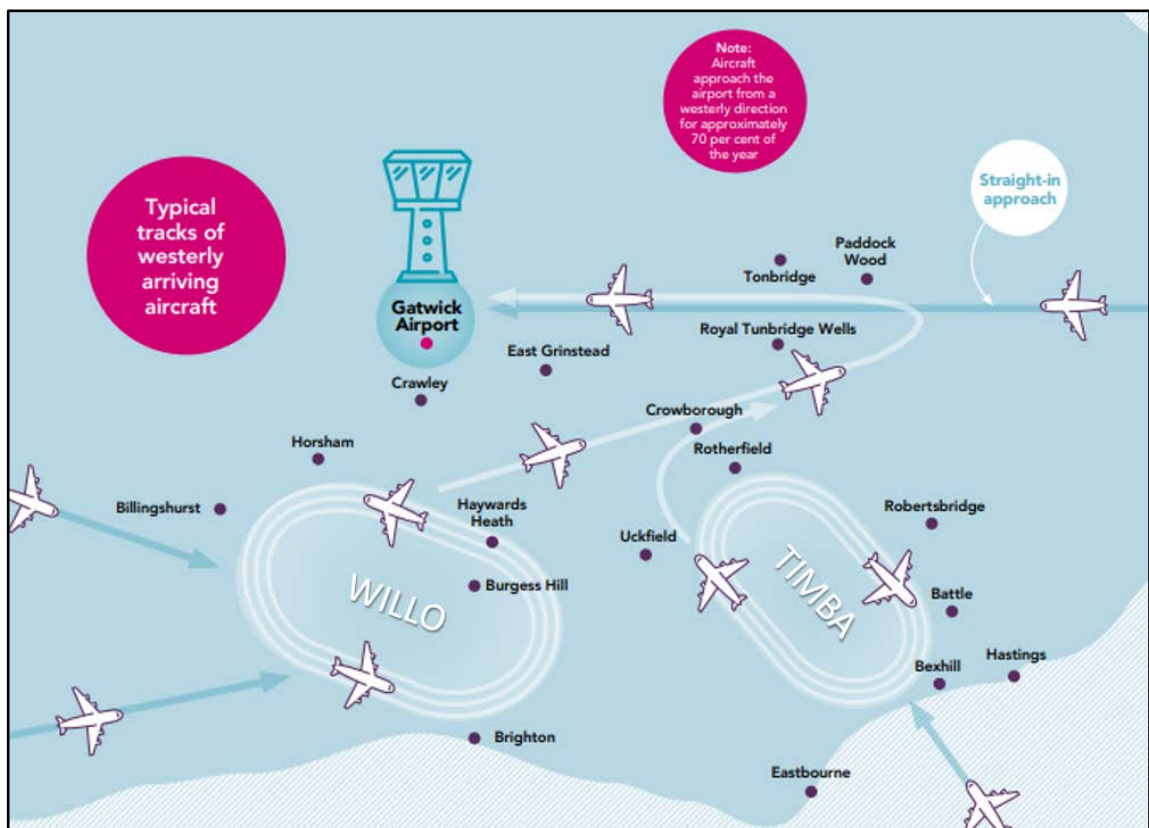 Note:
Aircraft
approach the
airport from a
westerly direction
for approximately
70 per cent of
the year
Typical
tracks of
westerly
arriving
aircraft
Straight-in
approach
Paddock
Wood
Tonbridge
Gatwick
Airport
Royal Tunbridge Wells
East Grinstead
Crawley
Crowborough
Horsham
Rotherfield
Billingshurst
Haywards
Heath
Robertsbridge
Uckfield
Burgess Hill
WILLO
TIMBA
Battle
Hastings
Bexhill
Brighton
Eastbourne